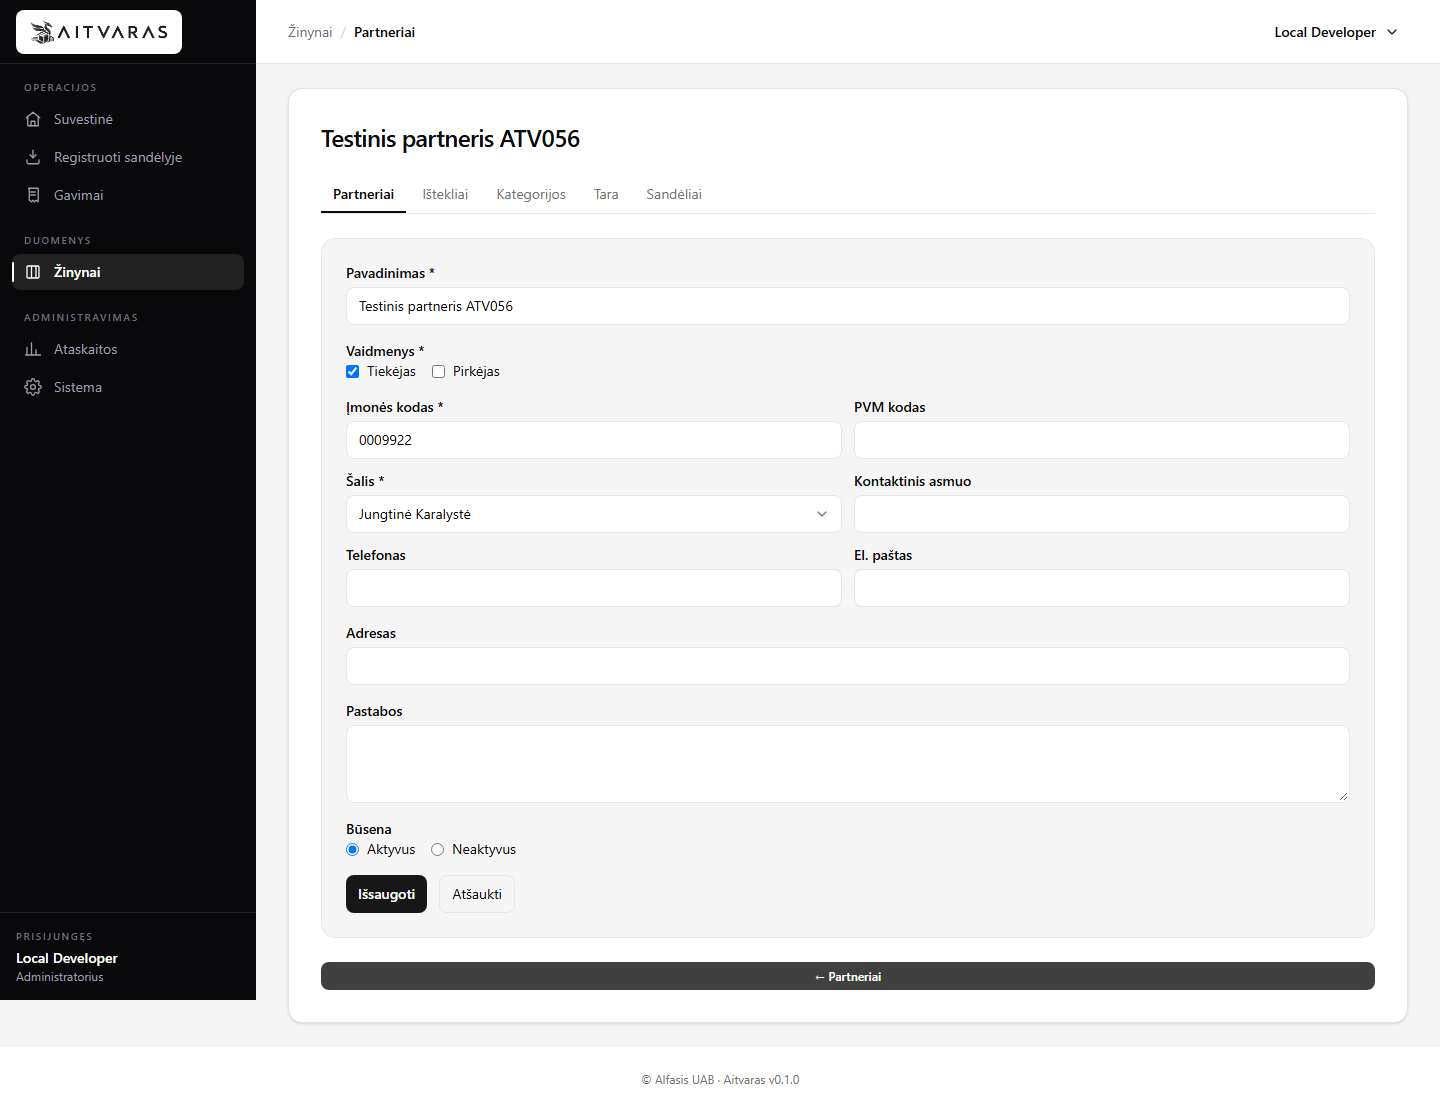 AITVARAS
OPERACIJOS
Suvestinė
Registruoti sandėlyje
Gavimai
DUOMENYS
Žinynai
ADMINISTRAVIMAS
Ataskaitos
Sistema
PRISIJUNGĘS
Local Developer
Administratorius
Žinynai / Partneriai
Local Developer
Testinis partneris ATV056
Partneriai Ištekliai Kategorijos Tara Sandėliai
Pavadinimas *
Testinis partneris ATV056
Vaidmenys *
Tiekėjas Pirkėjas
Įmonės kodas * PVM kodas
0009922
Šalis * Kontaktinis asmuo
Jungtinė Karalystė
Telefonas El. paštas
Adresas
Pastabos
Būsena
Aktyvus Neaktyvus
Išsaugoti Atšaukti
← Partneriai
© Alfasis UAB · Aitvaras v0.1.0